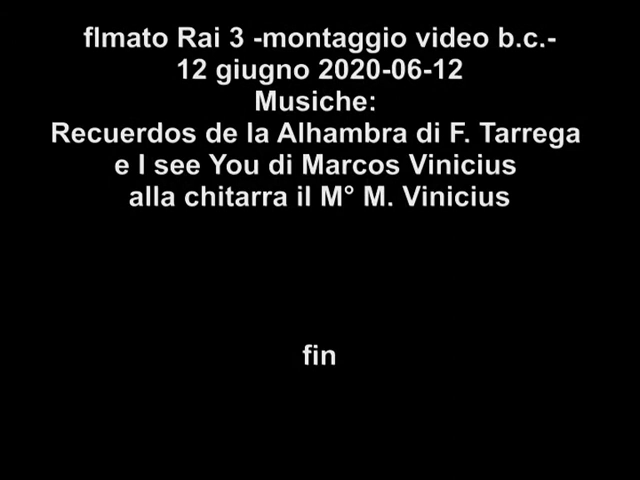 flmato Rai 3 -montaggio video b.c.-
12 giugno 2020-06-12
Musiche:
Recuerdos de la Alhambra di F. Tarrega
e I see You di Marcos Vinicius
alla chitarra il M° M. Vinicius
fin